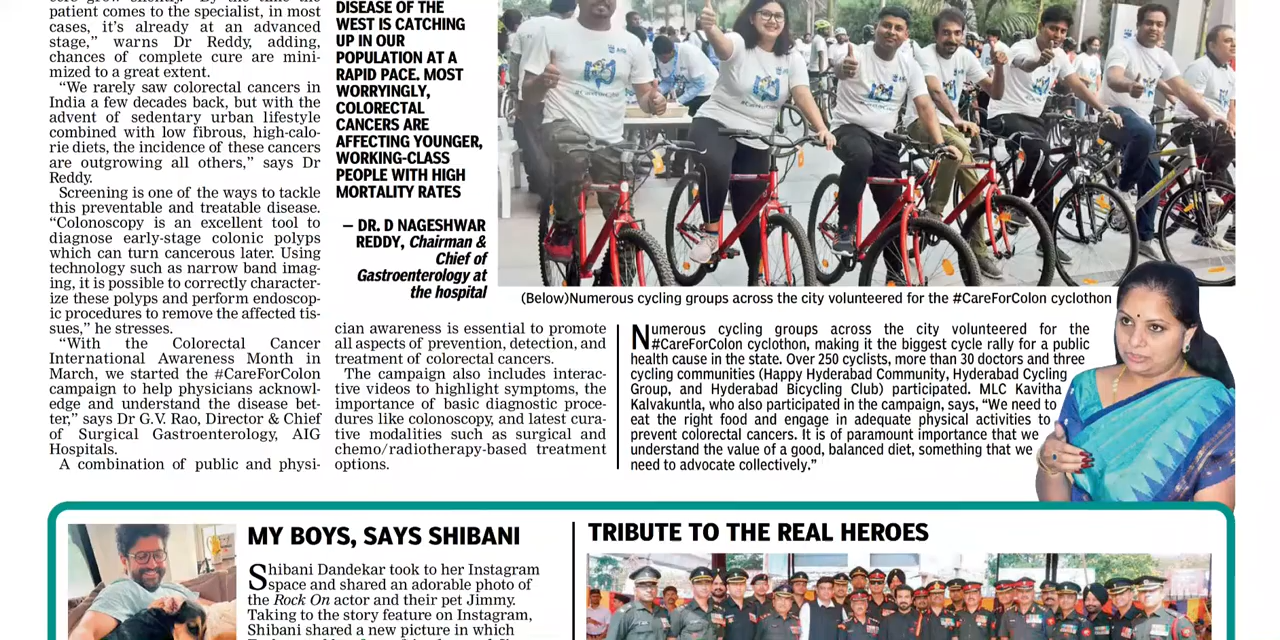 patient comes to the specialist, in most
cases, it’s already at an advanced
stage,” warns Dr Reddy, adding,
chances of complete cure are mini-
mized to a great extent.
“We rarely saw colorectal cancers in
India a few decades back, but with the
advent of sedentary urban lifestyle
combined with low fibrous, high-calo-
rie diets, the incidence of these cancers
are outgrowing all others,” says Dr
Reddy.
Screening is one of the ways to tackle
this preventable and treatable disease.
“Colonoscopy is an excellent tool to
diagnose early-stage colonic polyps
which can turn cancerous later. Using
technology such as narrow band imag-
ing, it is possible to correctly character-
ize these polyps and perform endoscop-
ic procedures to remove the affected tis-
sues,” he stresses.
“With the Colorectal Cancer
International Awareness Month in
March, we started the #CareForColon
campaign to help physicians acknowl-
edge and understand the disease bet-
ter,” says Dr G.V. Rao, Director & Chief
of Surgical Gastroenterology, AIG
Hospitals.
A combination of public and physi-
DISEASE OF THE
WEST IS CATCHING
UP IN OUR
POPULATION AT A
RAPID PACE. MOST
WORRYINGLY,
COLORECTAL
CANCERS ARE
AFFECTING YOUNGER,
WORKING-CLASS
PEOPLE WITH HIGH
MORTALITY RATES
— DR. D NAGESHWAR
REDDY, Chairman &
Chief of
Gastroenterology at
the hospital
cian awareness is essential to promote
all aspects of prevention, detection, and
treatment of colorectal cancers.
The campaign also includes interac-
tive videos to highlight symptoms, the
importance of basic diagnostic proce-
dures like colonoscopy, and latest cura-
tive modalities such as surgical and
chemo/radiotherapy-based treatment
options.
(Below)Numerous cycling groups across the city volunteered for the #CareForColon cyclothon
Numerous cycling groups across the city volunteered for the
#CareForColon cyclothon, making it the biggest cycle rally for a public
health cause in the state. Over 250 cyclists, more than 30 doctors and three
cycling communities (Happy Hyderabad Community, Hyderabad Cycling
Group, and Hyderabad Bicycling Club) participated. MLC Kavitha
Kalvakuntla, who also participated in the campaign, says, “We need to
eat the right food and engage in adequate physical activities to
prevent colorectal cancers. It is of paramount importance that we
understand the value of a good, balanced diet, something that we
need to advocate collectively.”
MY BOYS, SAYS SHIBANI
Shibani Dandekar took to her Instagram
space and shared an adorable photo of
the Rock On actor and their pet Jimmy.
Taking to the story feature on Instagram,
Shibani shared a new picture in which
TRIBUTE TO THE REAL HEROES